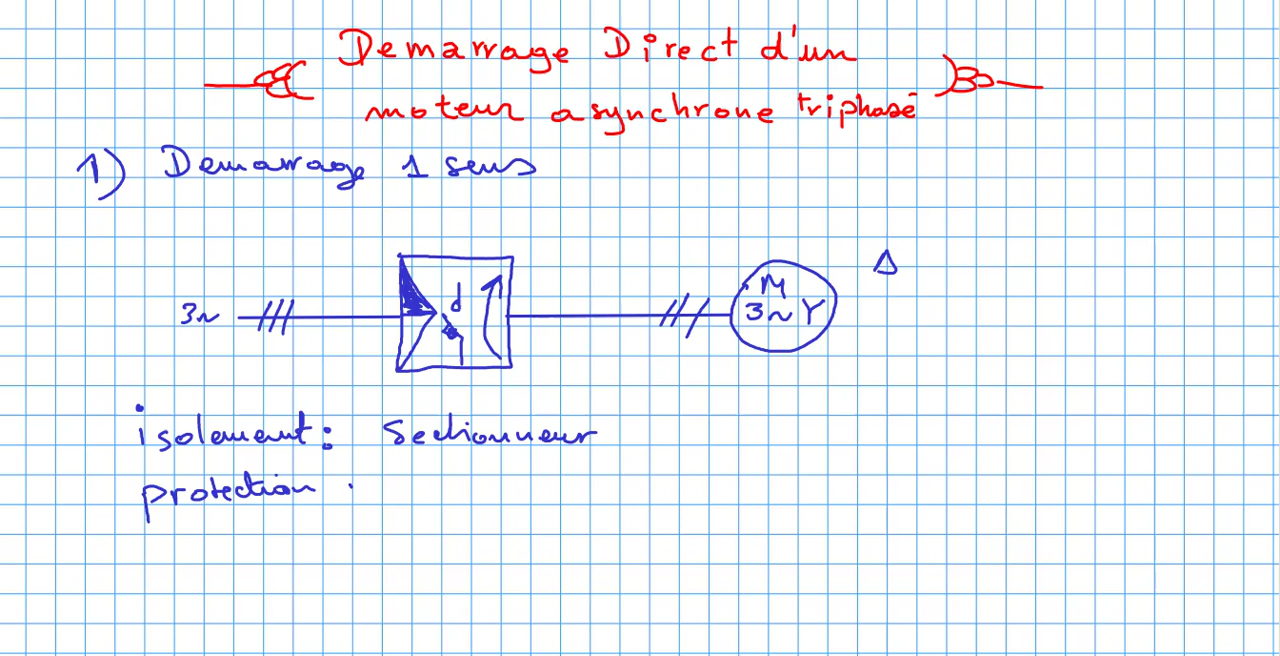 Demarrage Direct d'un
moteur asynchrone triphasé
1) Demarrage 1 sens
Δ
M
3~
d
3~ Y
isolement: Sectionneur
protection .